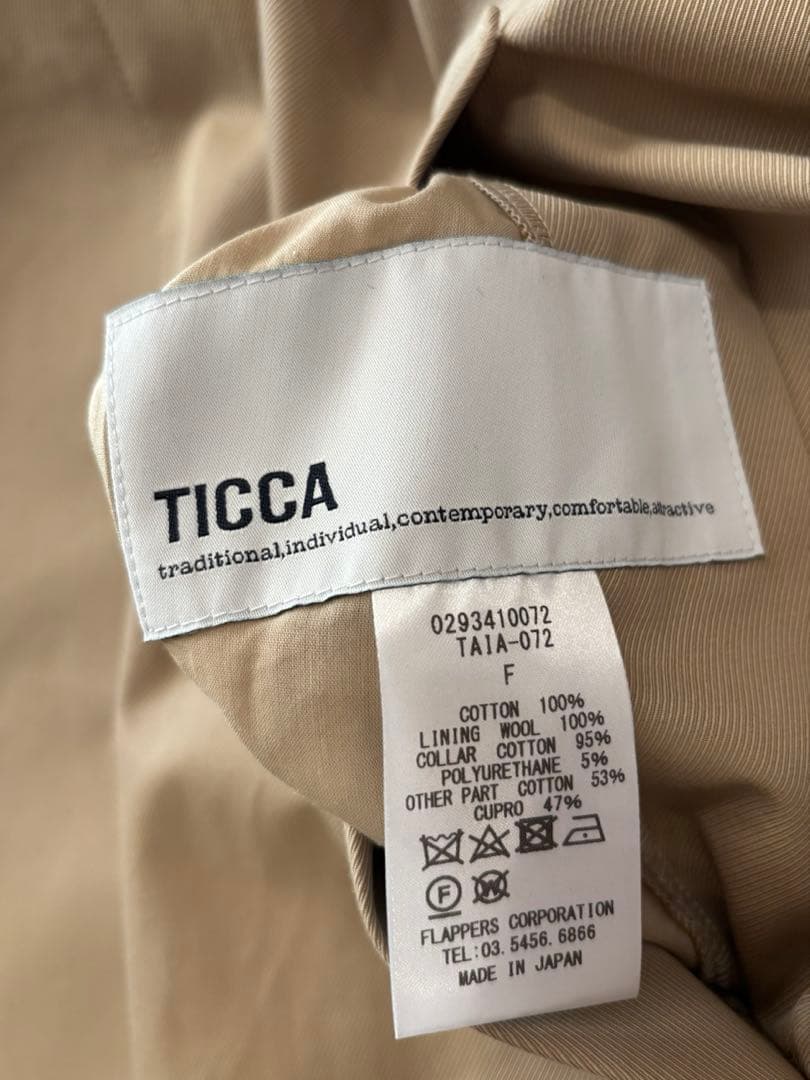 TICCA
traditional,individual,contemporary,comfortable,attractive
0293410072
TAIA-072
F
COTTON 100%
LINING WOOL 100%
COLLAR COTTON 95%
POLYURETHANE 5%
OTHER PART COTTON 53%
CUPRO 47%
F W
FLAPPERS CORPORATION
TEL:03.5456.6866
MADE IN JAPAN